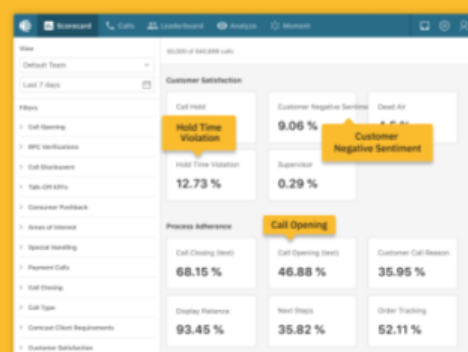 Scorecard
Calls
Leaderboard
Analyze
Moment
View
Default Team
Last 7 days
Filters
Call Opening
RPC Verifications
Call Disclosures
Talk-Off KPI's
Consumer Pushback
Areas of Interest
Special Handling
Payment Calls
Call Closing
Call Type
Comcast Client Requirements
Customer Satisfaction
calls
Customer Satisfaction
Call Hold
Customer Negative Sentime
Dead Air
9.06 %
Hold Time
Violation
Customer
Negative Sentiment
Hold Time Violation
Supervisor
12.73 %
0.29 %
Process Adherence
Call Opening
Call Closing (text)
Call Opening (text)
Customer Call Reason
68.15 %
46.88 %
35.95 %
Display Patience
Next Steps
Order Tracking
93.45 %
35.82 %
52.11 %